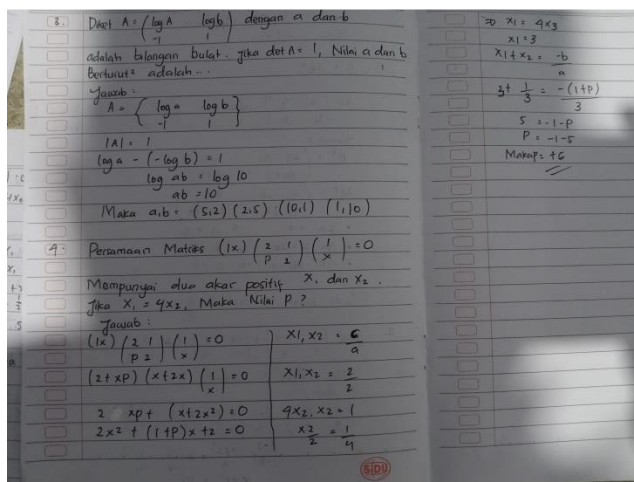 3. Diket A = (log A log b
-1 1) dengan a dan b
adalah bilangan bulat. Jika det A = 1, Nilai a dan b
berturut² adalah...
Jawab :
A = { log a log b
-1 1 }
|A| = 1
log a - (-log b) = 1
log ab = log 10
ab = 10
Maka a,b = (5,2) (2,5) (10,1) (1,10)
4. Persamaan Matriks (1x) (2 1
P 2) (1
x) = 0
Mempunyai dua akar positif x, dan x₂.
Jika x₁ = 4x₂, Maka Nilai p ?
Jawab :
(1x) (2 1
P 2) (1
x) = 0
(2 + xp) (x+2x) (1
x) = 0
2 xp + (x+2x²) = 0
2x² + (1+P)x + 2 = 0
x1, x2 = c
a
x1, x2 = 2
2
4x2, x2 = 1
x2 = 1
2 4
⇒ x1 = 4x2
x1 = 3
x1 + x2 = -b
a
3 + 1 = -(1+P)
3 3
5 = -1-P
P = -1-5
Maka p = +6
SIDU